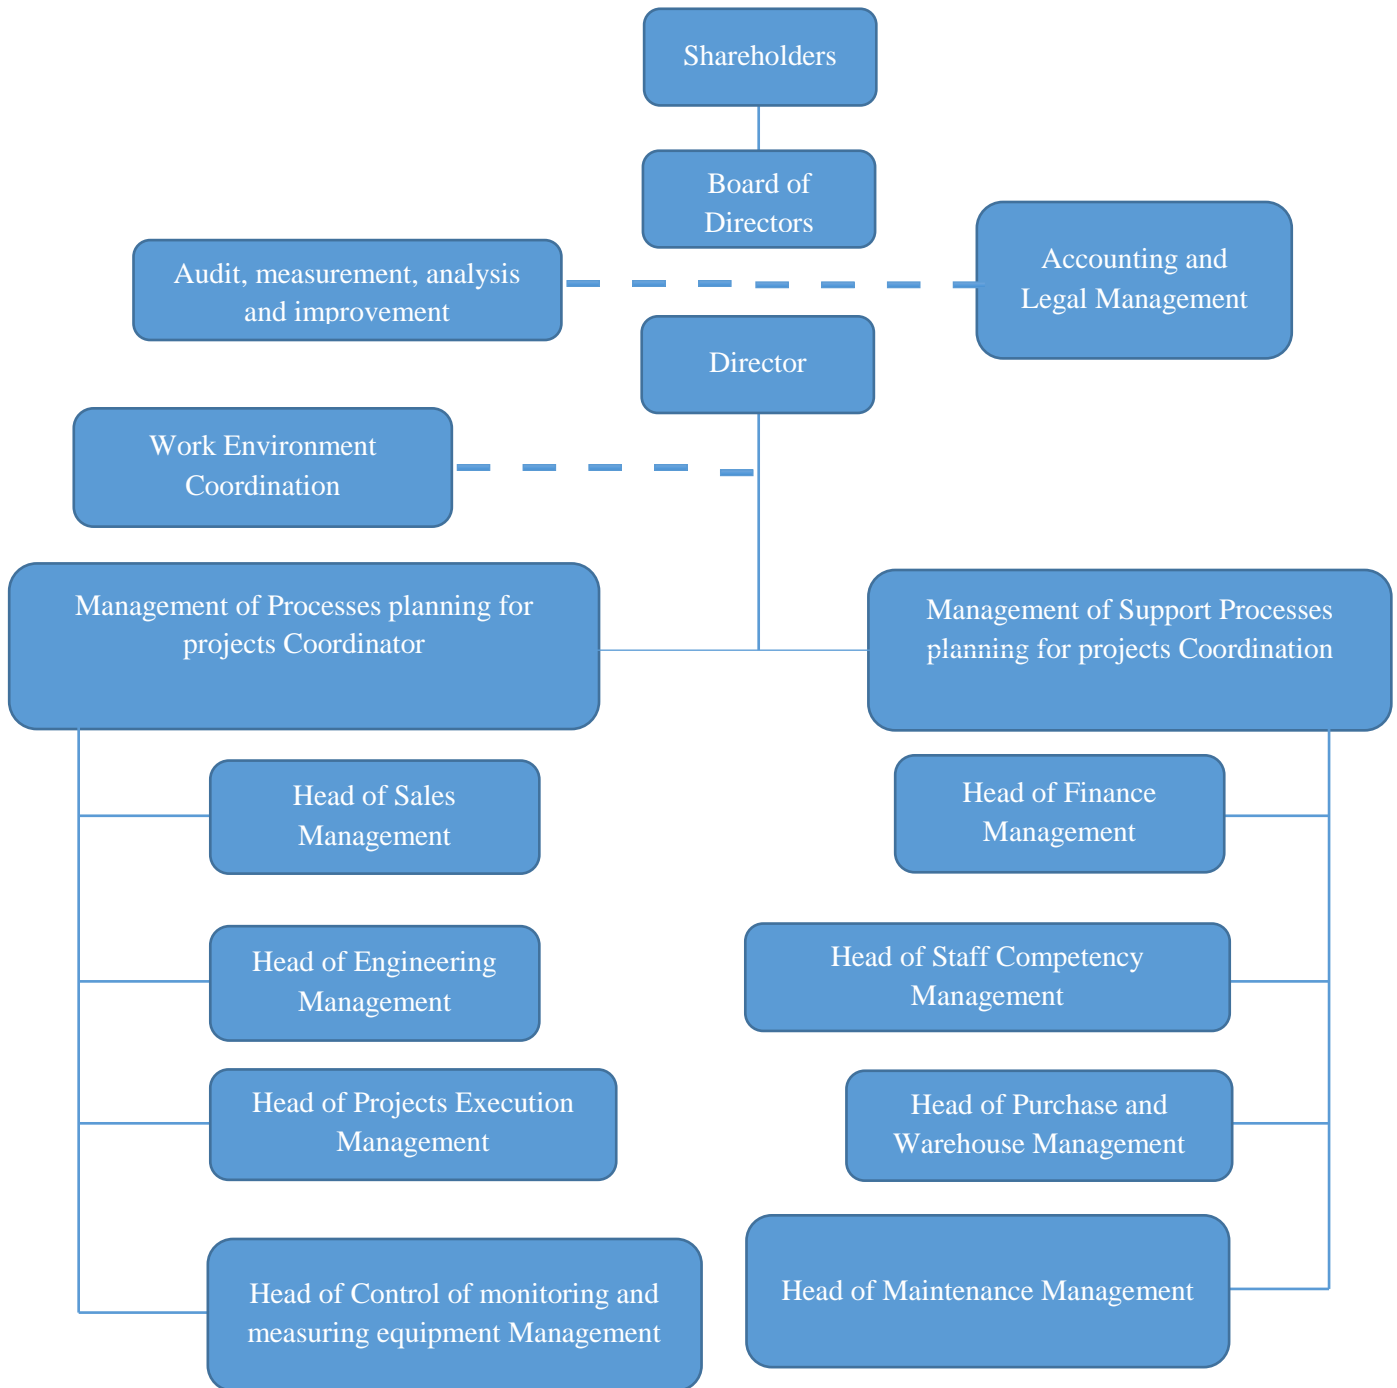 Shareholders
Board of
Directors
Audit, measurement, analysis
and improvement
Accounting and
Legal Management
Director
Work Environment
Coordination
Management of Processes planning for
projects Coordinator
Management of Support Processes
planning for projects Coordination
Head of Sales
Management
Head of Finance
Management
Head of Engineering
Management
Head of Staff Competency
Management
Head of Projects Execution
Management
Head of Purchase and
Warehouse Management
Head of Control of monitoring and
measuring equipment Management
Head of Maintenance Management